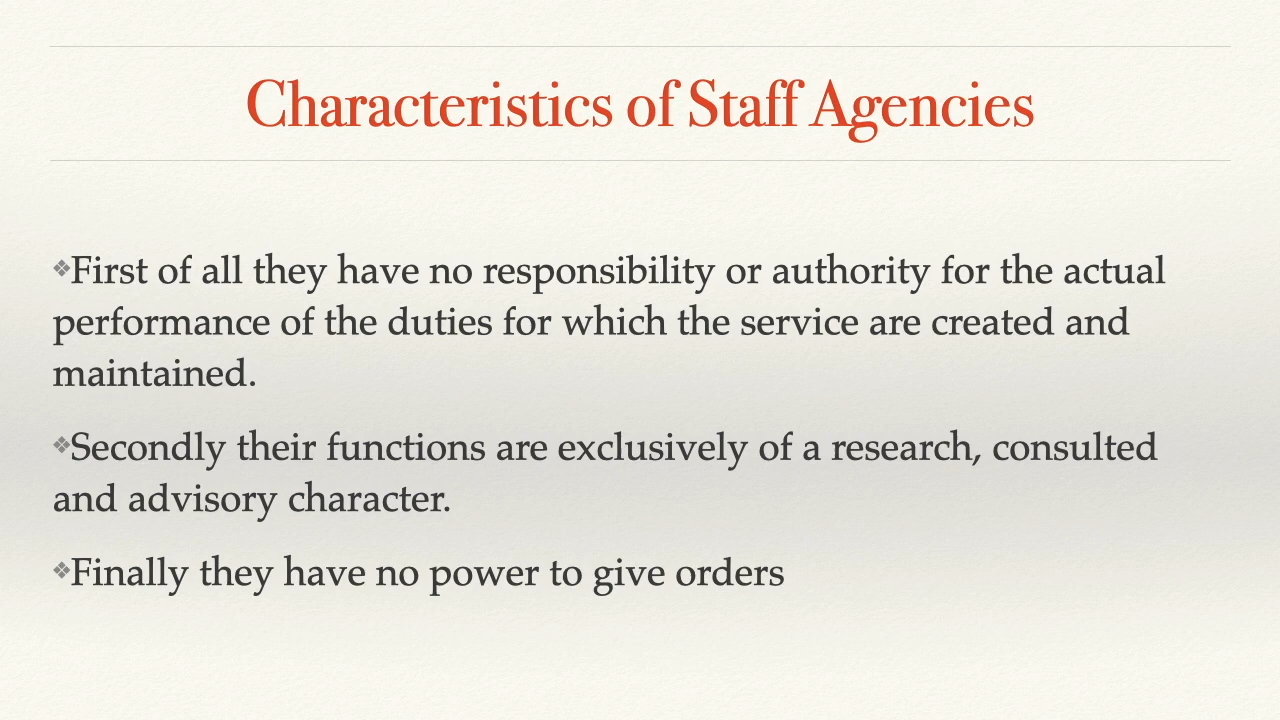 Characteristics of Staff Agencies
❖First of all they have no responsibility or authority for the actual
performance of the duties for which the service are created and
maintained.
❖Secondly their functions are exclusively of a research, consulted
and advisory character.
❖Finally they have no power to give orders